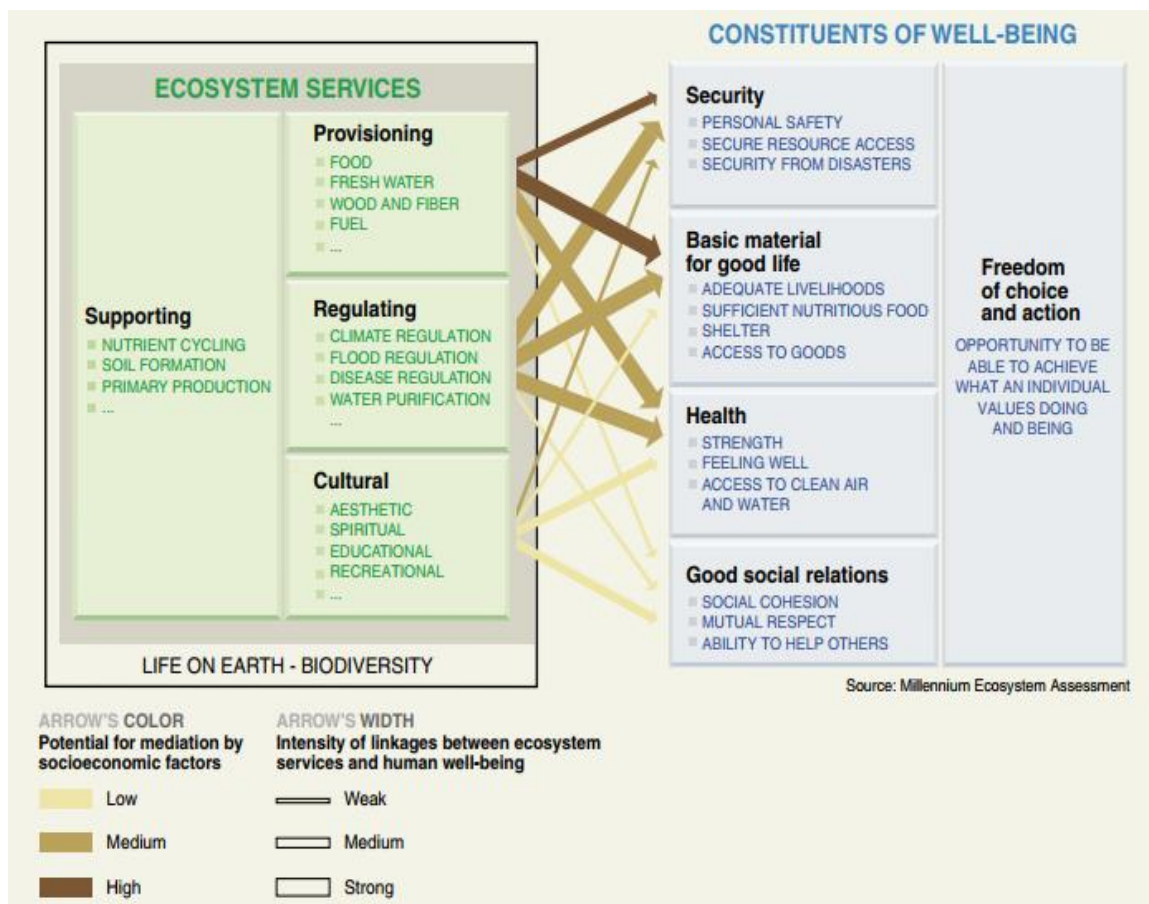 CONSTITUENTS OF WELL-BEING
ECOSYSTEM SERVICES
Supporting
NUTRIENT CYCLING
SOIL FORMATION
PRIMARY PRODUCTION
...
Provisioning
FOOD
FRESH WATER
WOOD AND FIBER
FUEL
...
Regulating
CLIMATE REGULATION
FLOOD REGULATION
DISEASE REGULATION
WATER PURIFICATION
...
Cultural
AESTHETIC
SPIRITUAL
EDUCATIONAL
RECREATIONAL
...
LIFE ON EARTH - BIODIVERSITY
Security
PERSONAL SAFETY
SECURE RESOURCE ACCESS
SECURITY FROM DISASTERS
Basic material
for good life
ADEQUATE LIVELIHOODS
SUFFICIENT NUTRITIOUS FOOD
SHELTER
ACCESS TO GOODS
Health
STRENGTH
FEELING WELL
ACCESS TO CLEAN AIR
AND WATER
Good social relations
SOCIAL COHESION
MUTUAL RESPECT
ABILITY TO HELP OTHERS
Freedom
of choice
and action
OPPORTUNITY TO BE
ABLE TO ACHIEVE
WHAT AN INDIVIDUAL
VALUES DOING
AND BEING
Source: Millennium Ecosystem Assessment
ARROW'S COLOR
Potential for mediation by
socioeconomic factors
Low
Medium
High
ARROW'S WIDTH
Intensity of linkages between ecosystem
services and human well-being
Weak
Medium
Strong